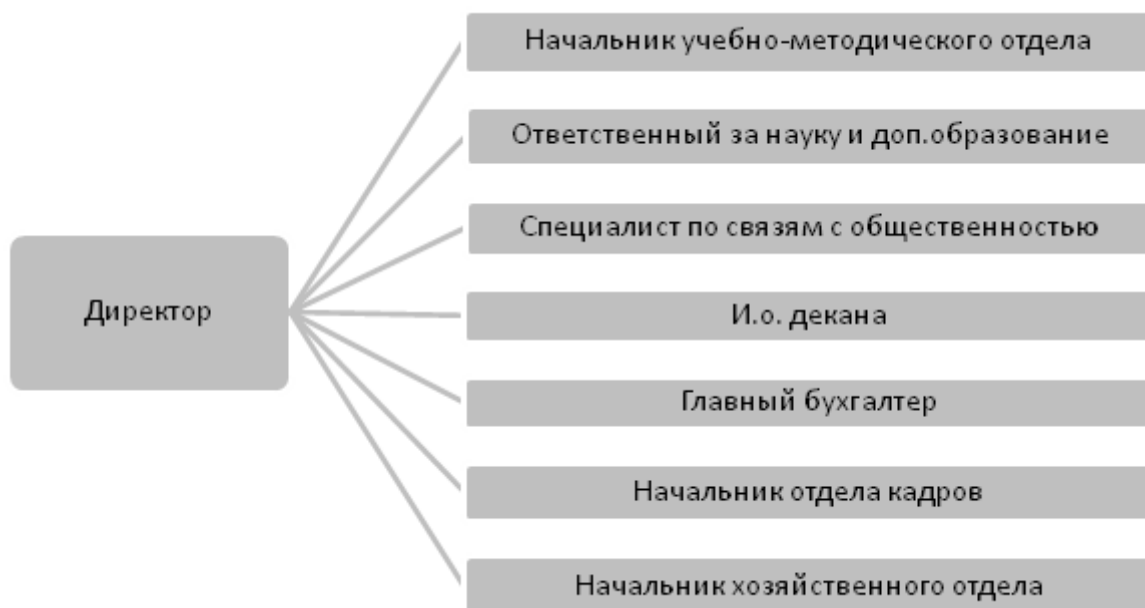 Начальник учебно-методического отдела
Ответственный за науку и доп.образование
Специалист по связям с общественностью
Директор
И.о. декана
Главный бухгалтер
Начальник отдела кадров
Начальник хозяйственного отдела